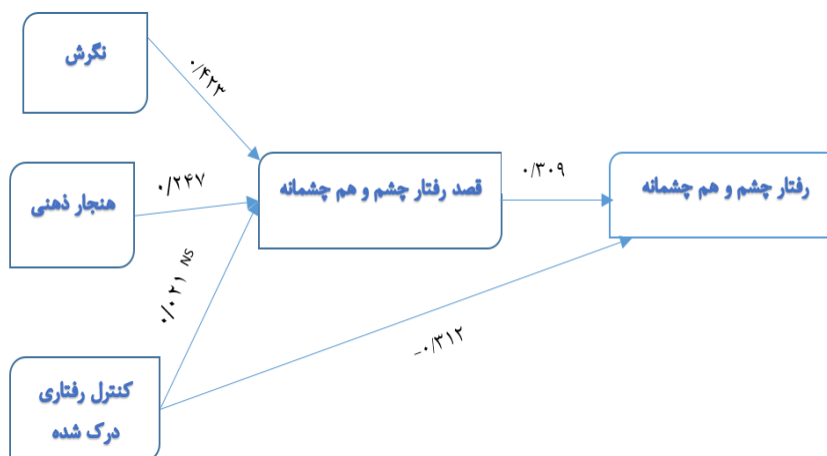 نگرش
۰/۴۲۳
هنجار ذهنی
۰/۲۴۷
قصد رفتار چشم و هم چشمانه
۰/۳۰۹
رفتار چشم و هم چشمانه
۰/۰۲۱ NS
-۰/۳۱۲
کنترل رفتاری
درک شده